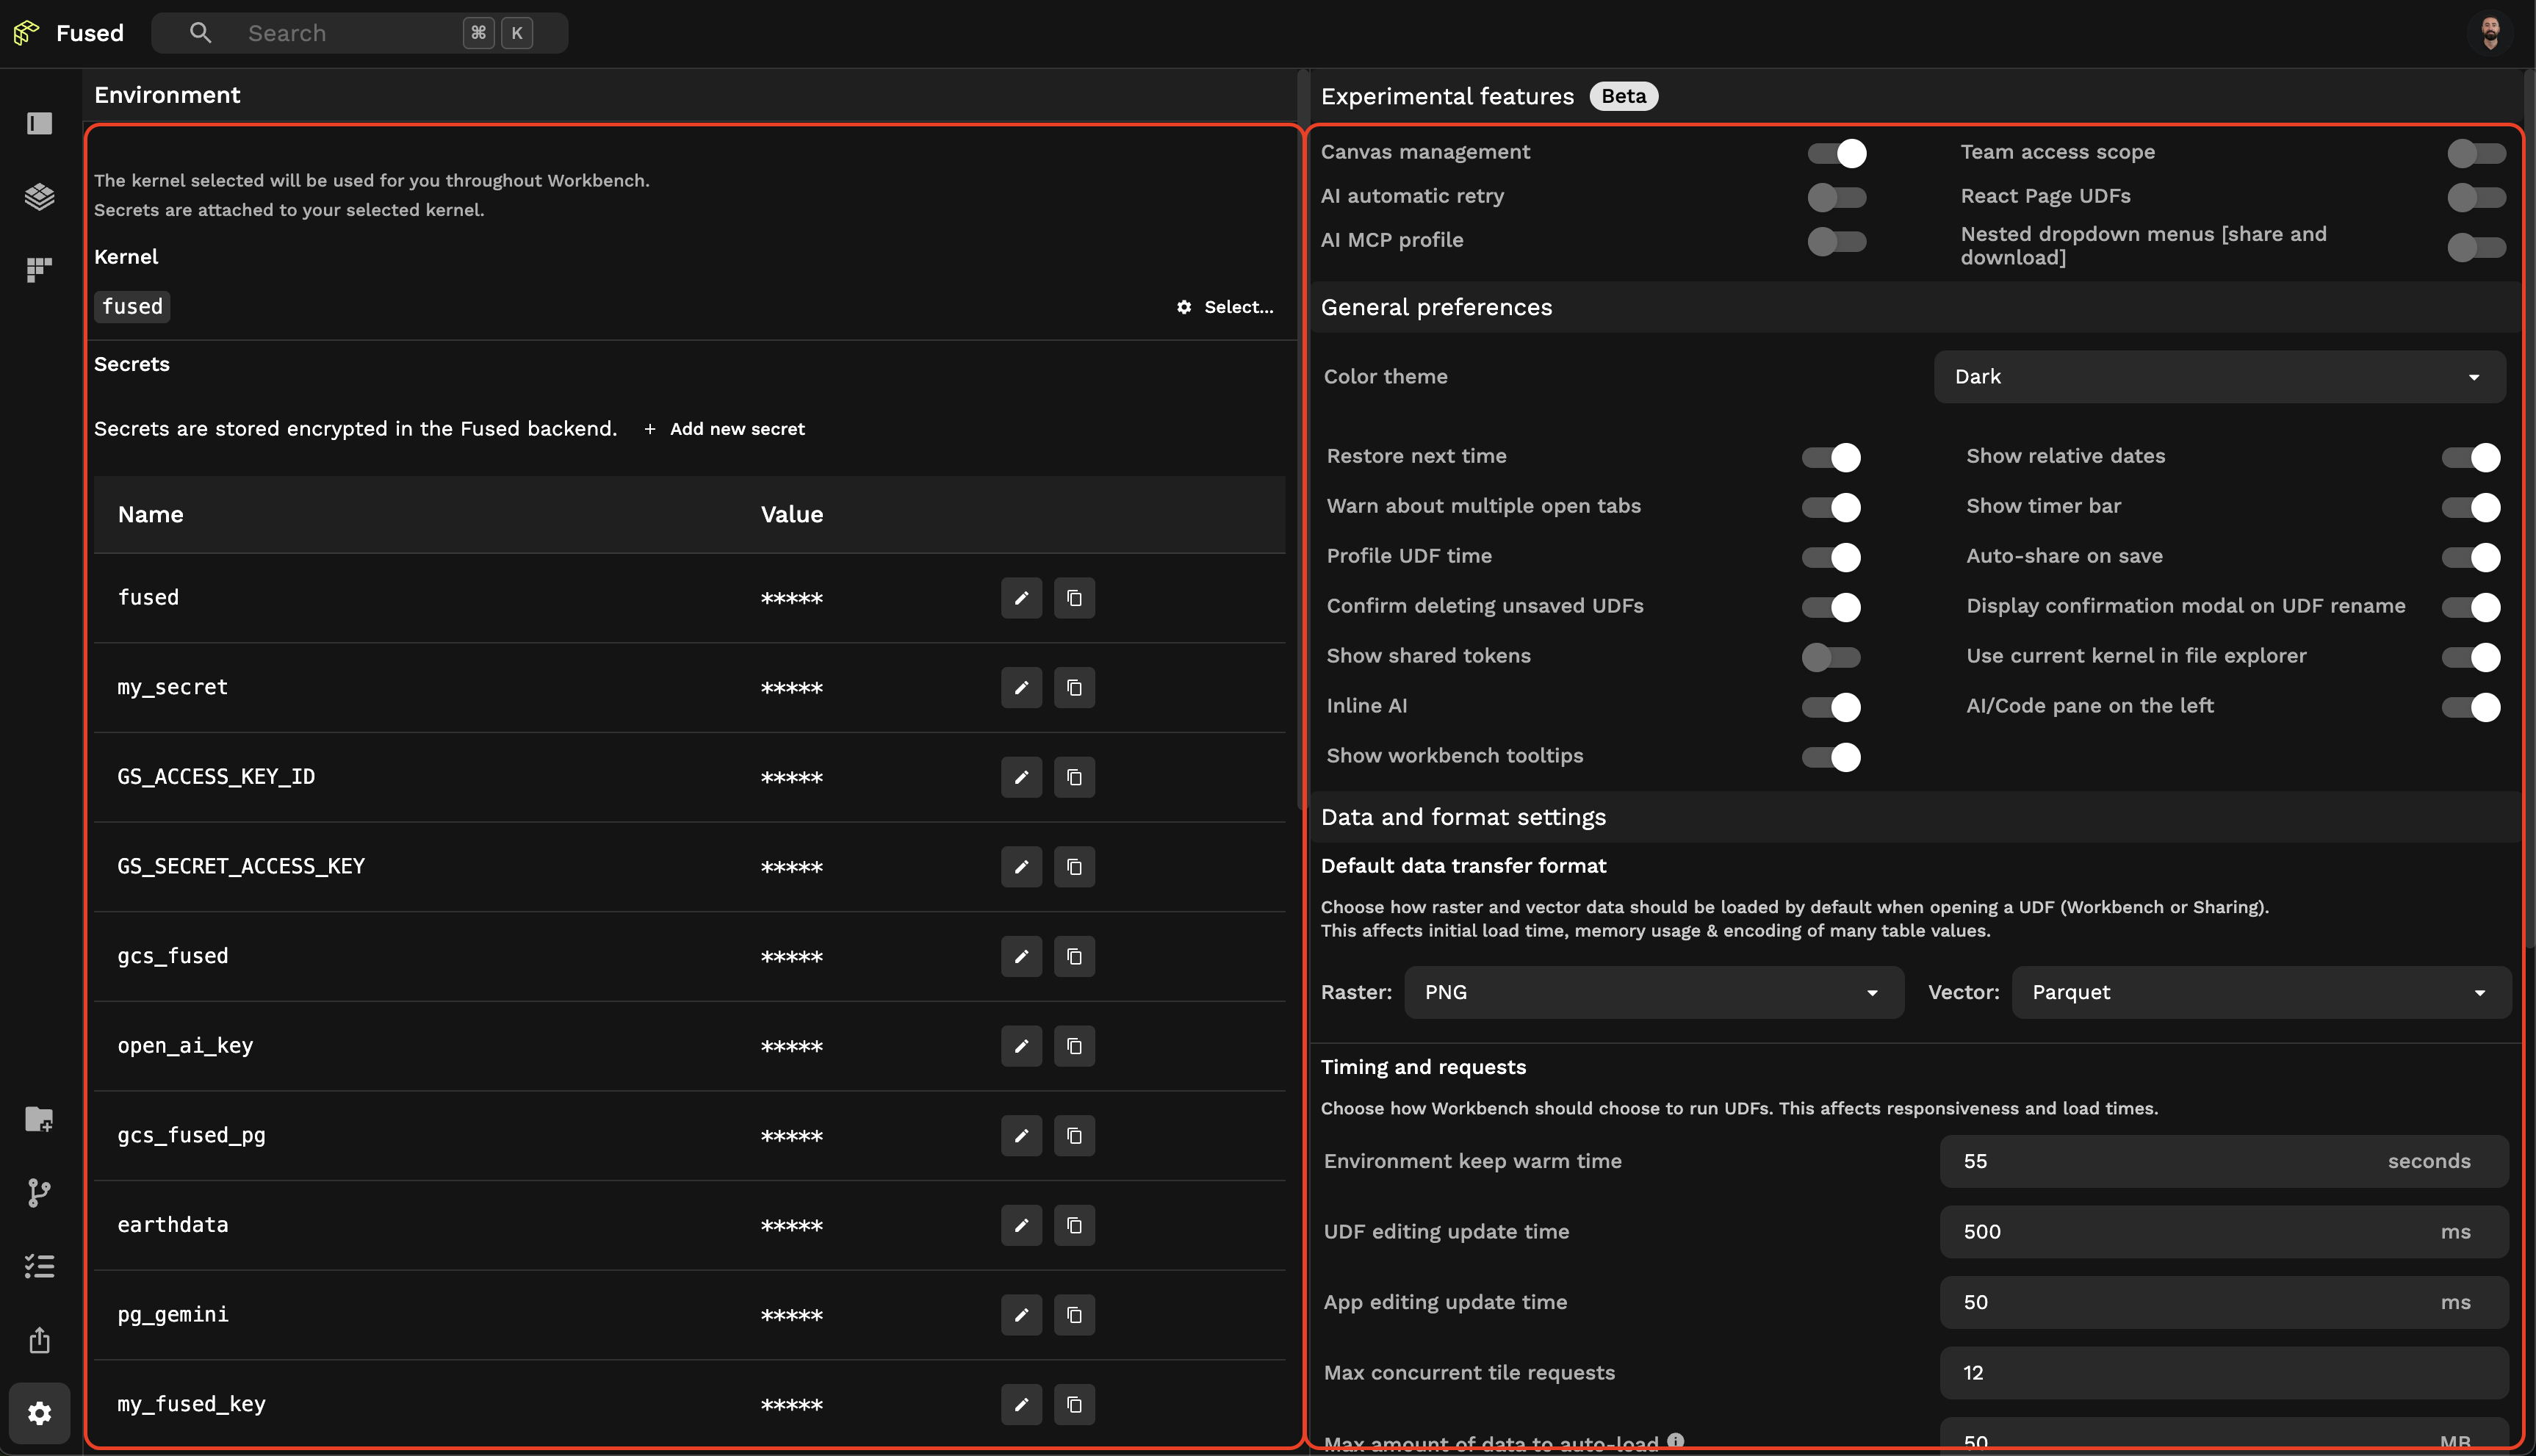 Fused
Search ⌘ K
Environment
The kernel selected will be used for you throughout Workbench.
Secrets are attached to your selected kernel.
Kernel
fused
Select...
Secrets
Secrets are stored encrypted in the Fused backend. + Add new secret
Name Value
fused *****
my_secret *****
GS_ACCESS_KEY_ID *****
GS_SECRET_ACCESS_KEY *****
gcs_fused *****
open_ai_key *****
gcs_fused_pg *****
earthdata *****
pg_gemini *****
my_fused_key *****
Experimental features Beta
Canvas management
Team access scope
AI automatic retry
React Page UDFs
AI MCP profile
Nested dropdown menus [share and
download]
General preferences
Color theme
Dark
Restore next time
Show relative dates
Warn about multiple open tabs
Show timer bar
Profile UDF time
Auto-share on save
Confirm deleting unsaved UDFs
Display confirmation modal on UDF rename
Show shared tokens
Use current kernel in file explorer
Inline AI
AI/Code pane on the left
Show workbench tooltips
Data and format settings
Default data transfer format
Choose how raster and vector data should be loaded by default when opening a UDF (Workbench or Sharing).
This affects initial load time, memory usage & encoding of many table values.
Raster: PNG
Vector: Parquet
Timing and requests
Choose how Workbench should choose to run UDFs. This affects responsiveness and load times.
Environment keep warm time 55 seconds
UDF editing update time 500 ms
App editing update time 50 ms
Max concurrent tile requests 12
Max amount of data to auto-load 50 MB